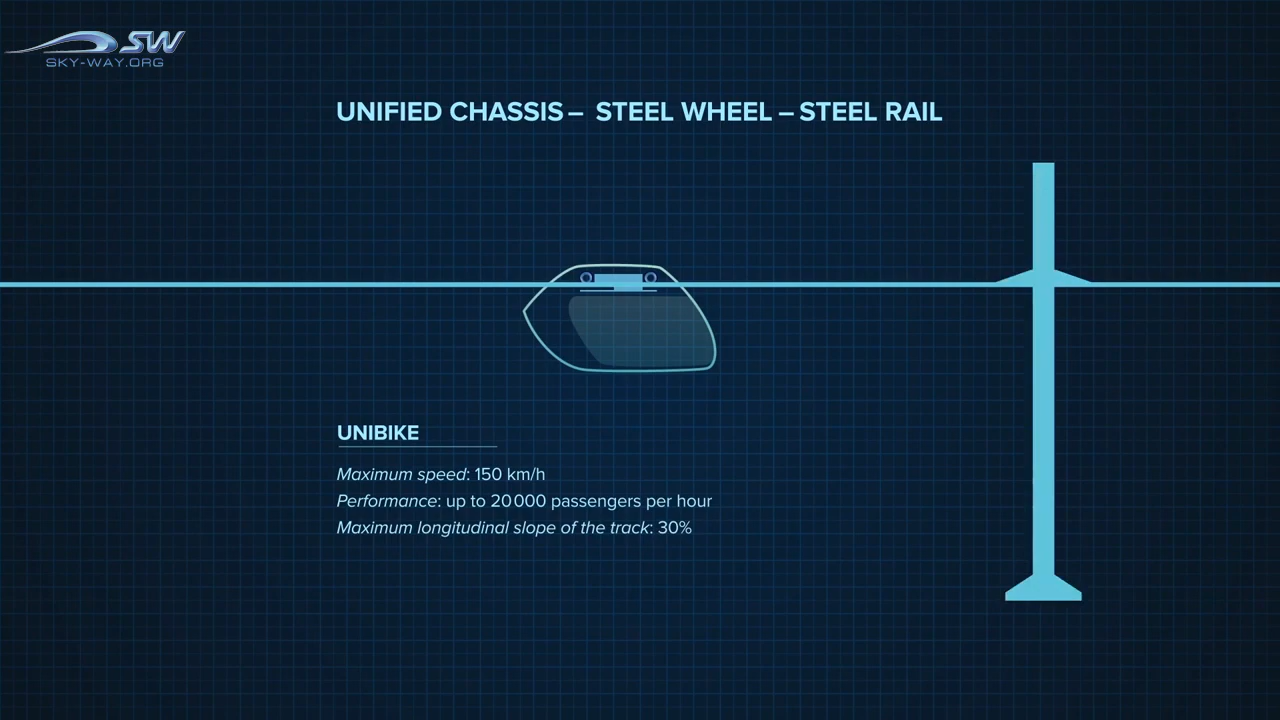 SW
SKY-WAY.ORG
UNIFIED CHASSIS – STEEL WHEEL – STEEL RAIL
UNIBIKE
Maximum speed: 150 km/h
Performance: up to 20 000 passengers per hour
Maximum longitudinal slope of the track: 30%